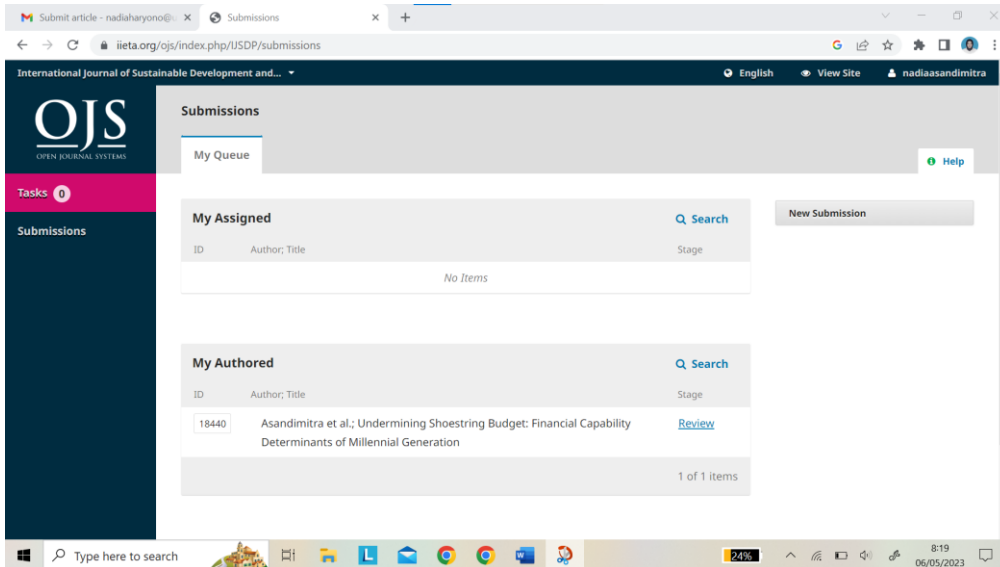 Submit article - nadiaharyono@u
Submissions
iieta.org/ojs/index.php/IJSDP/submissions
International Journal of Sustainable Development and...
English
View Site
nadiaasandimitra
OJS
OPEN JOURNAL SYSTEMS
Submissions
My Queue
Help
Tasks 0
Submissions
My Assigned
Search
New Submission
ID Author; Title Stage
No Items
My Authored
Search
ID Author; Title Stage
18440 Asandimitra et al.; Undermining Shoestring Budget: Financial Capability Review
Determinants of Millennial Generation
1 of 1 items
Type here to search
24%
8:19
06/05/2023